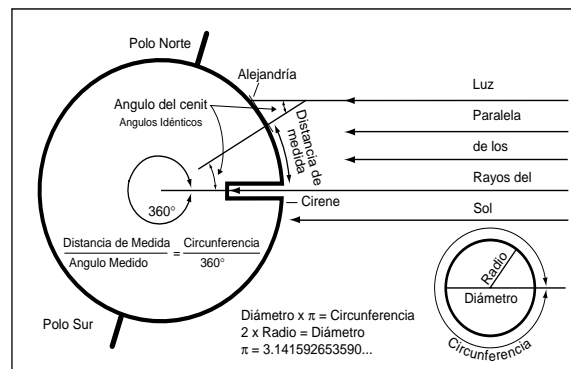 Polo Norte
Alejandría
Luz
Angulo del cenit
Angulos Idénticos
Distancia de
medida
Paralela
de los
Rayos del
360°
Cirene
Sol
Distancia de Medida = Circunferencia
Angulo Medido 360°
Radio
Diámetro
Circunferencia
Polo Sur
Diámetro x π = Circunferencia
2 x Radio = Diámetro
π = 3.141592653590...